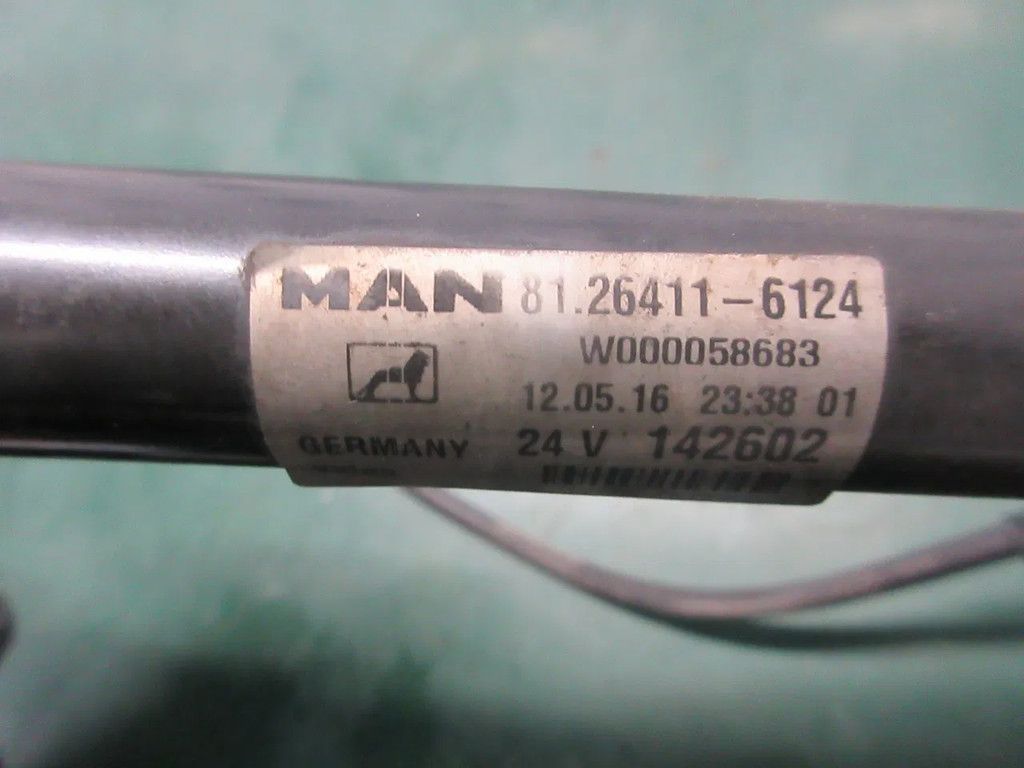 MAN 81.26411-6124
W000058683
12.05.16 23:38 01
GERMANY 24 V 142602